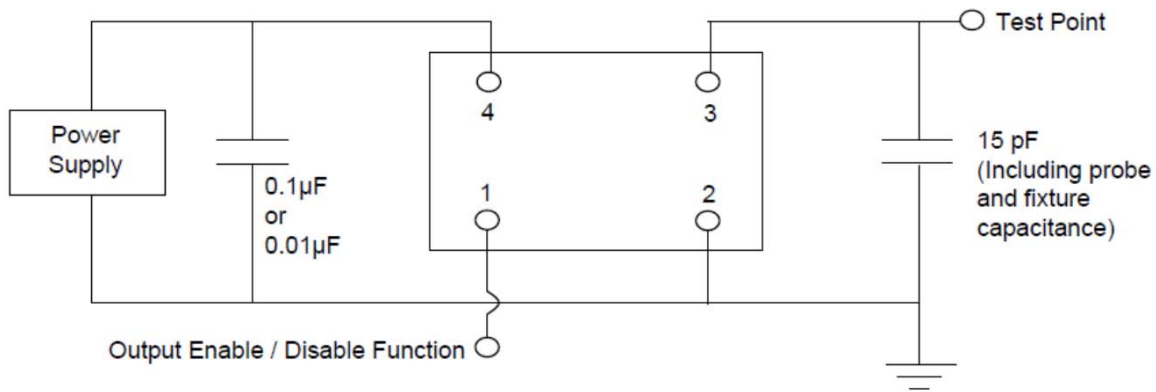 Test Point
4
3
Power
Supply
15 pF
(Including probe
and fixture
capacitance)
0.1µF
or
0.01µF
1
2
Output Enable / Disable Function